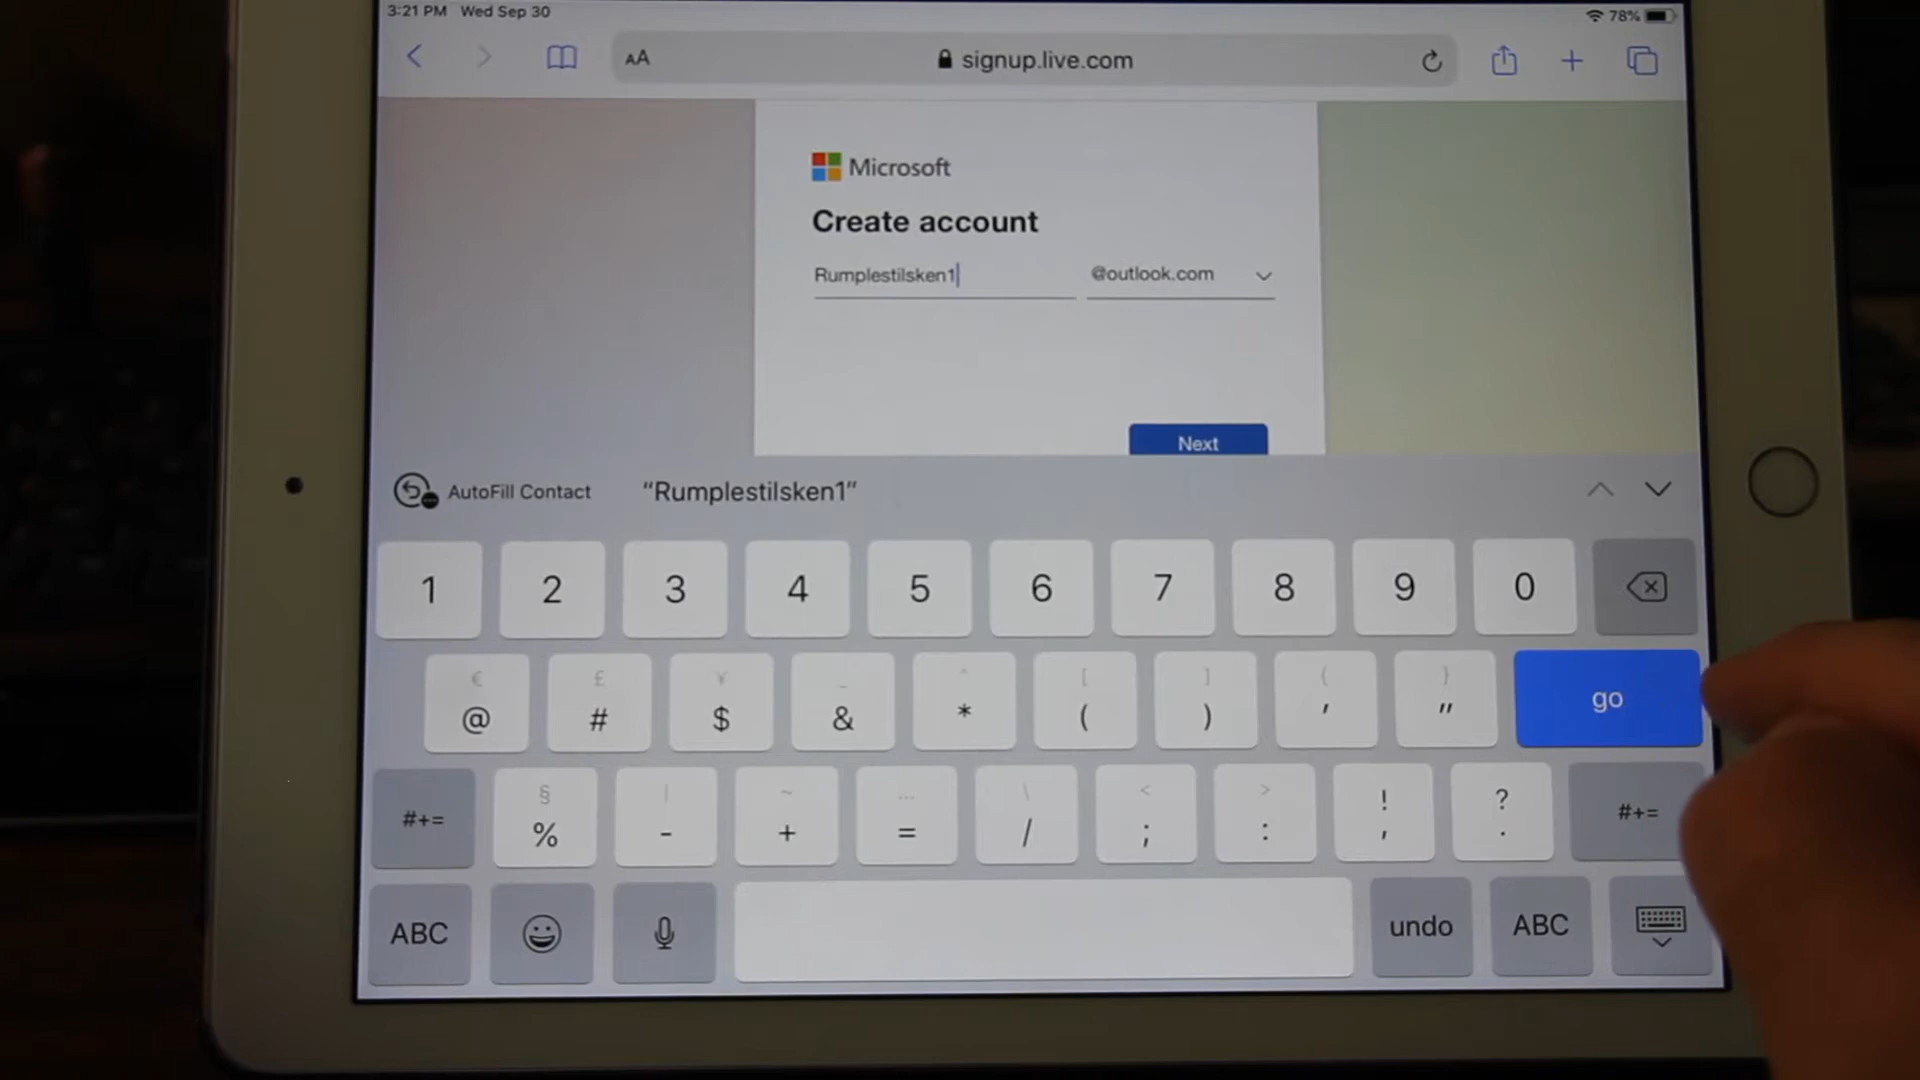 3:21 PM Wed Sep 30
78%
AA
signup.live.com
Microsoft
Create account
Rumplestilsken1
@outlook.com
Next
AutoFill Contact
“Rumplestilsken1”
1 2 3 4 5 6 7 8 9 0
€ £ ¥ _ ^ [ ] { }
@ # $ & * ( ) ' "
go
§ | ~ … \ < > ! ?
#+= % - + = / ; : , . #+=
ABC undo ABC